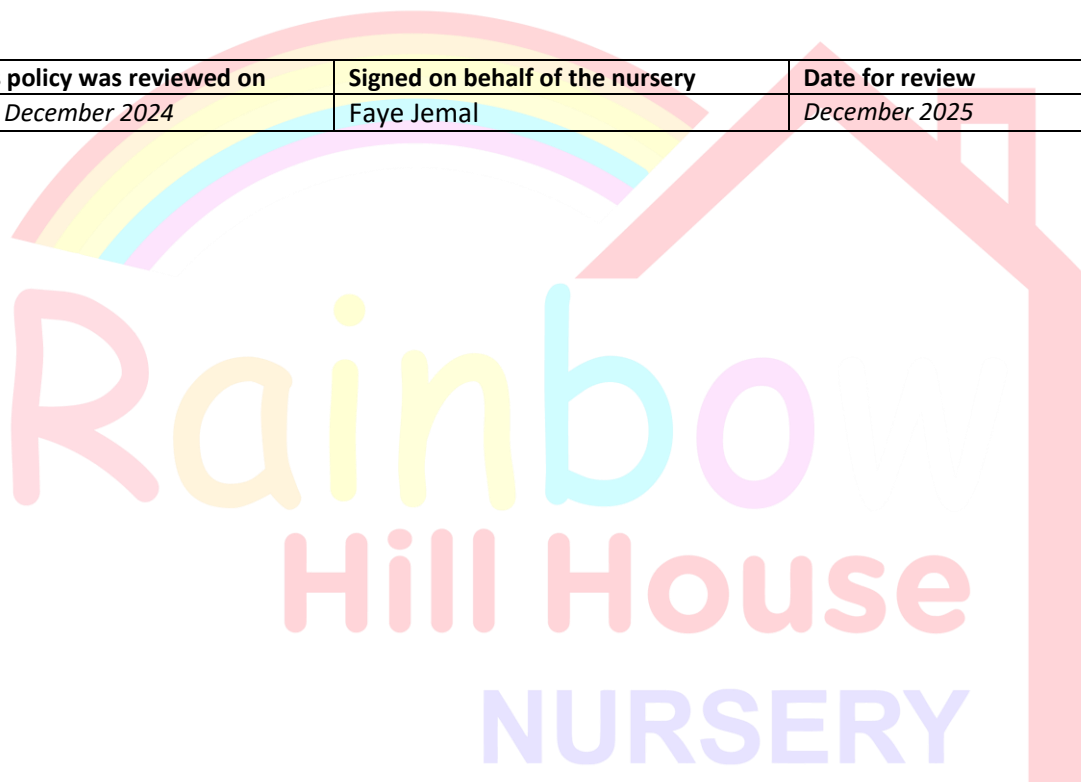 policy was reviewed on Signed on behalf of the nursery Date for review
December 2024 Faye Jemal December 2025
Rainbo
Hill House
NURSERY